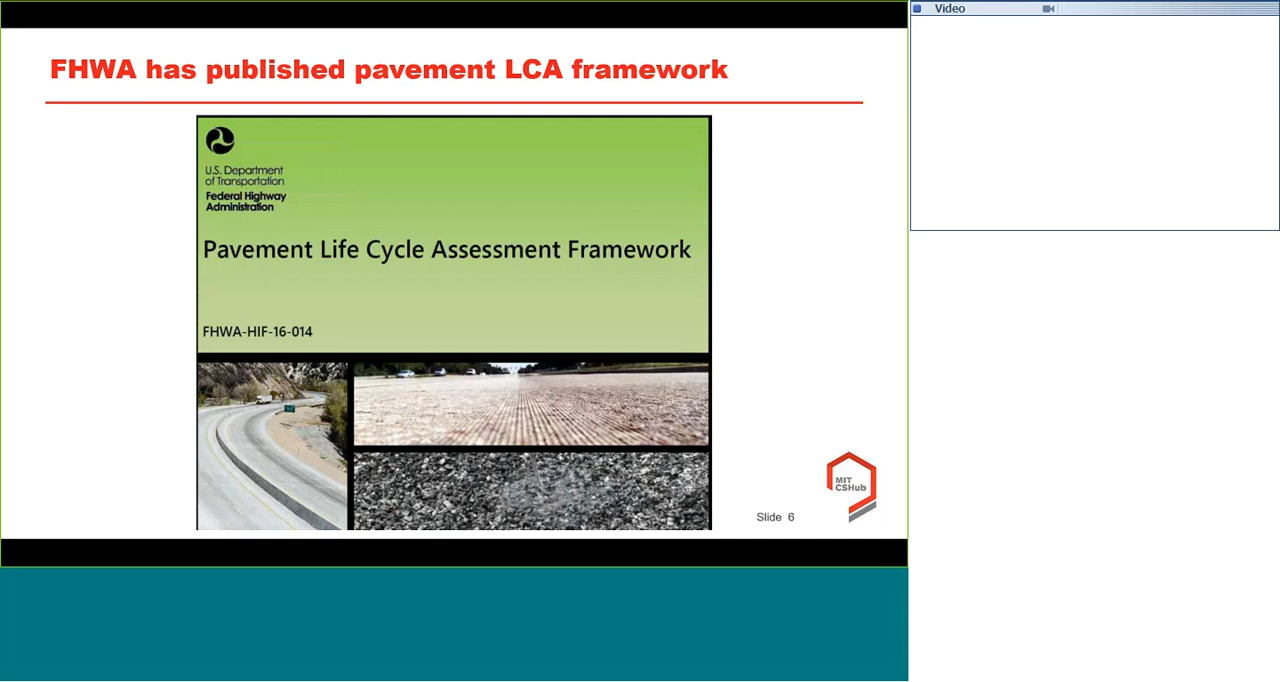 Video
FHWA has published pavement LCA framework
U.S. Department
of Transportation
Federal Highway
Administration
Pavement Life Cycle Assessment Framework
FHWA-HIF-16-014
MIT
CSHub
Slide 6